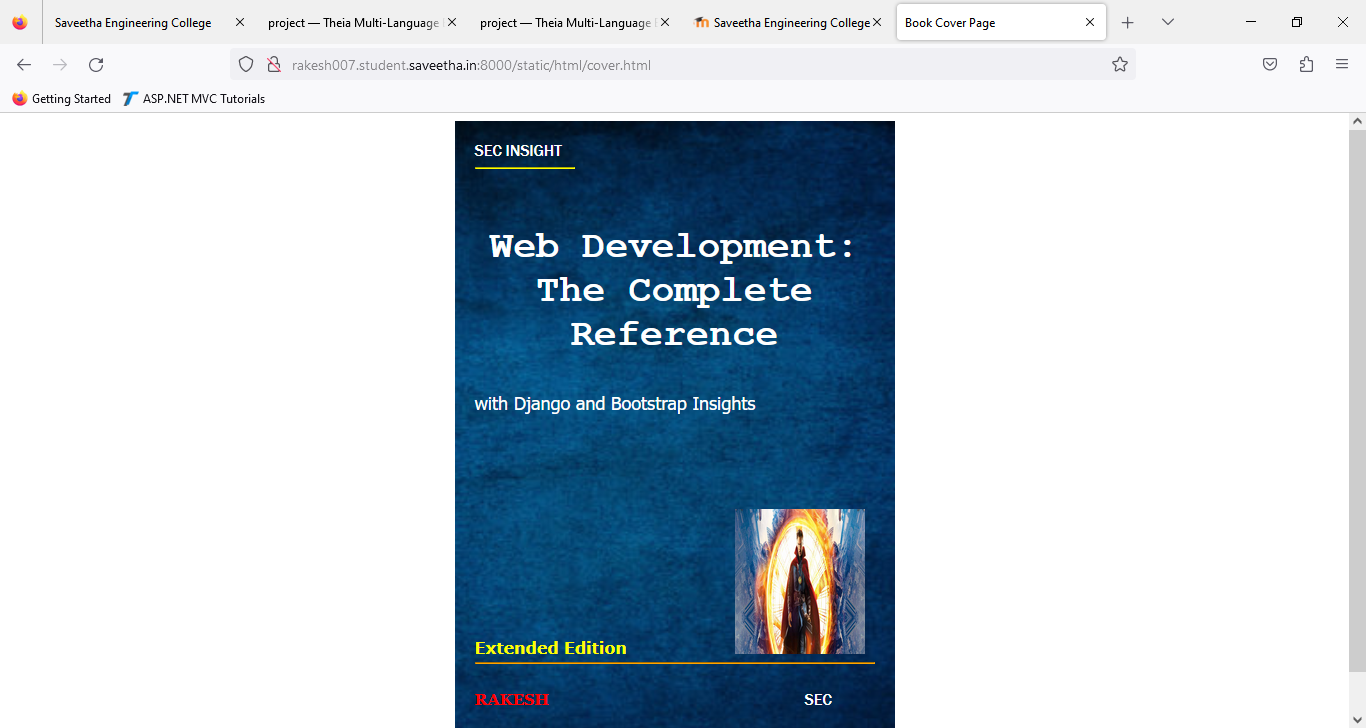 Saveetha Engineering College
project — Theia Multi-Language
project — Theia Multi-Language
Saveetha Engineering College
Book Cover Page
rakesh007.student.saveetha.in:8000/static/html/cover.html
Getting Started
ASP.NET MVC Tutorials
SEC INSIGHT
Web Development:
The Complete
Reference
with Django and Bootstrap Insights
Extended Edition
RAKESH
SEC